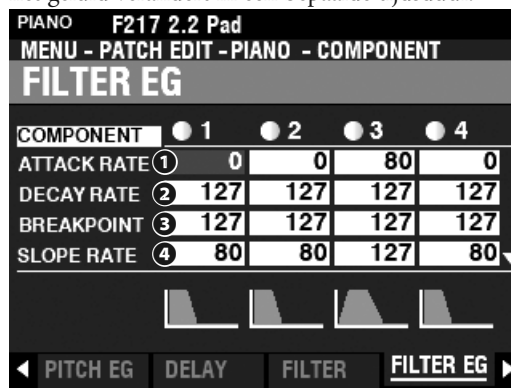 PIANO F217 2.2 Pad
MENU - PATCH EDIT -PIANO - COMPONENT
FILTER EG
COMPONENT 1 2 3 4
ATTACK RATE 1 0 0 80 0
DECAY RATE 2 127 127 127 127
BREAKPOINT 3 127 127 127 127
SLOPE RATE 4 80 80 127 80
PITCH EG DELAY FILTER FILTER EG